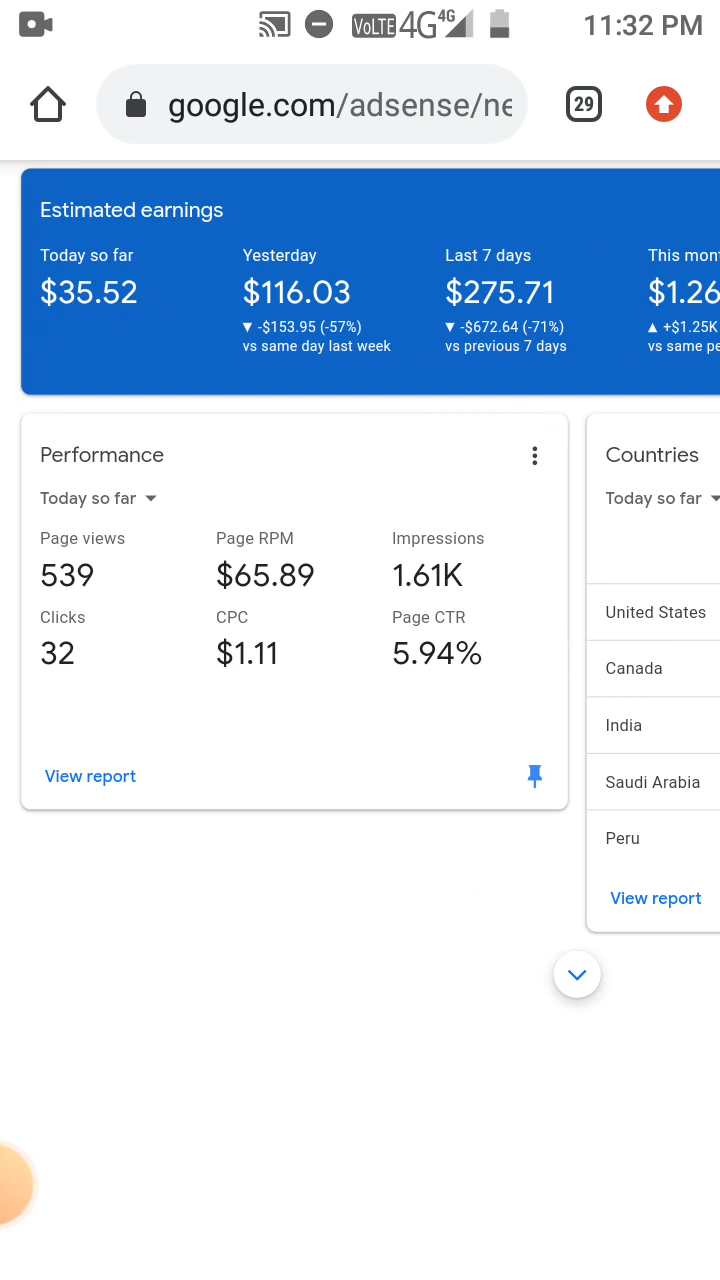 VoLTE 4G 4G 11:32 PM
google.com/adsense/ne
29
Estimated earnings
Today so far Yesterday Last 7 days This mon
$35.52 $116.03 $275.71 $1.26
▼ -$153.95 (-57%) ▼ -$672.64 (-71%) ▲ +$1.25K
vs same day last week vs previous 7 days vs same pe
Performance
Today so far
Page views Page RPM Impressions
539 $65.89 1.61K
Clicks CPC Page CTR
32 $1.11 5.94%
View report
Countries
Today so far
United States
Canada
India
Saudi Arabia
Peru
View report